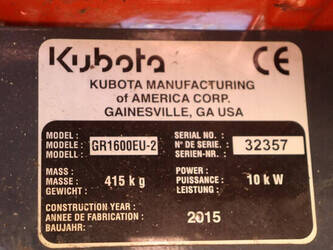 Kubota CE
KUBOTA MANUFACTURING
of AMERICA CORP.
GAINESVILLE, GA USA
MODEL: SERIAL NO.:
MODELE: GR1600EU-2 N° DE SERIE.: 32357
MODELL: SERIEN-NR.:
MASS: POWER:
MASSE: 415 kg PUISSANCE: 10 kW
GEWICHT: LEISTUNG:
CONSTRUCTION YEAR:
ANNEE DE FABRICATION: 2015
BAUJAHR: